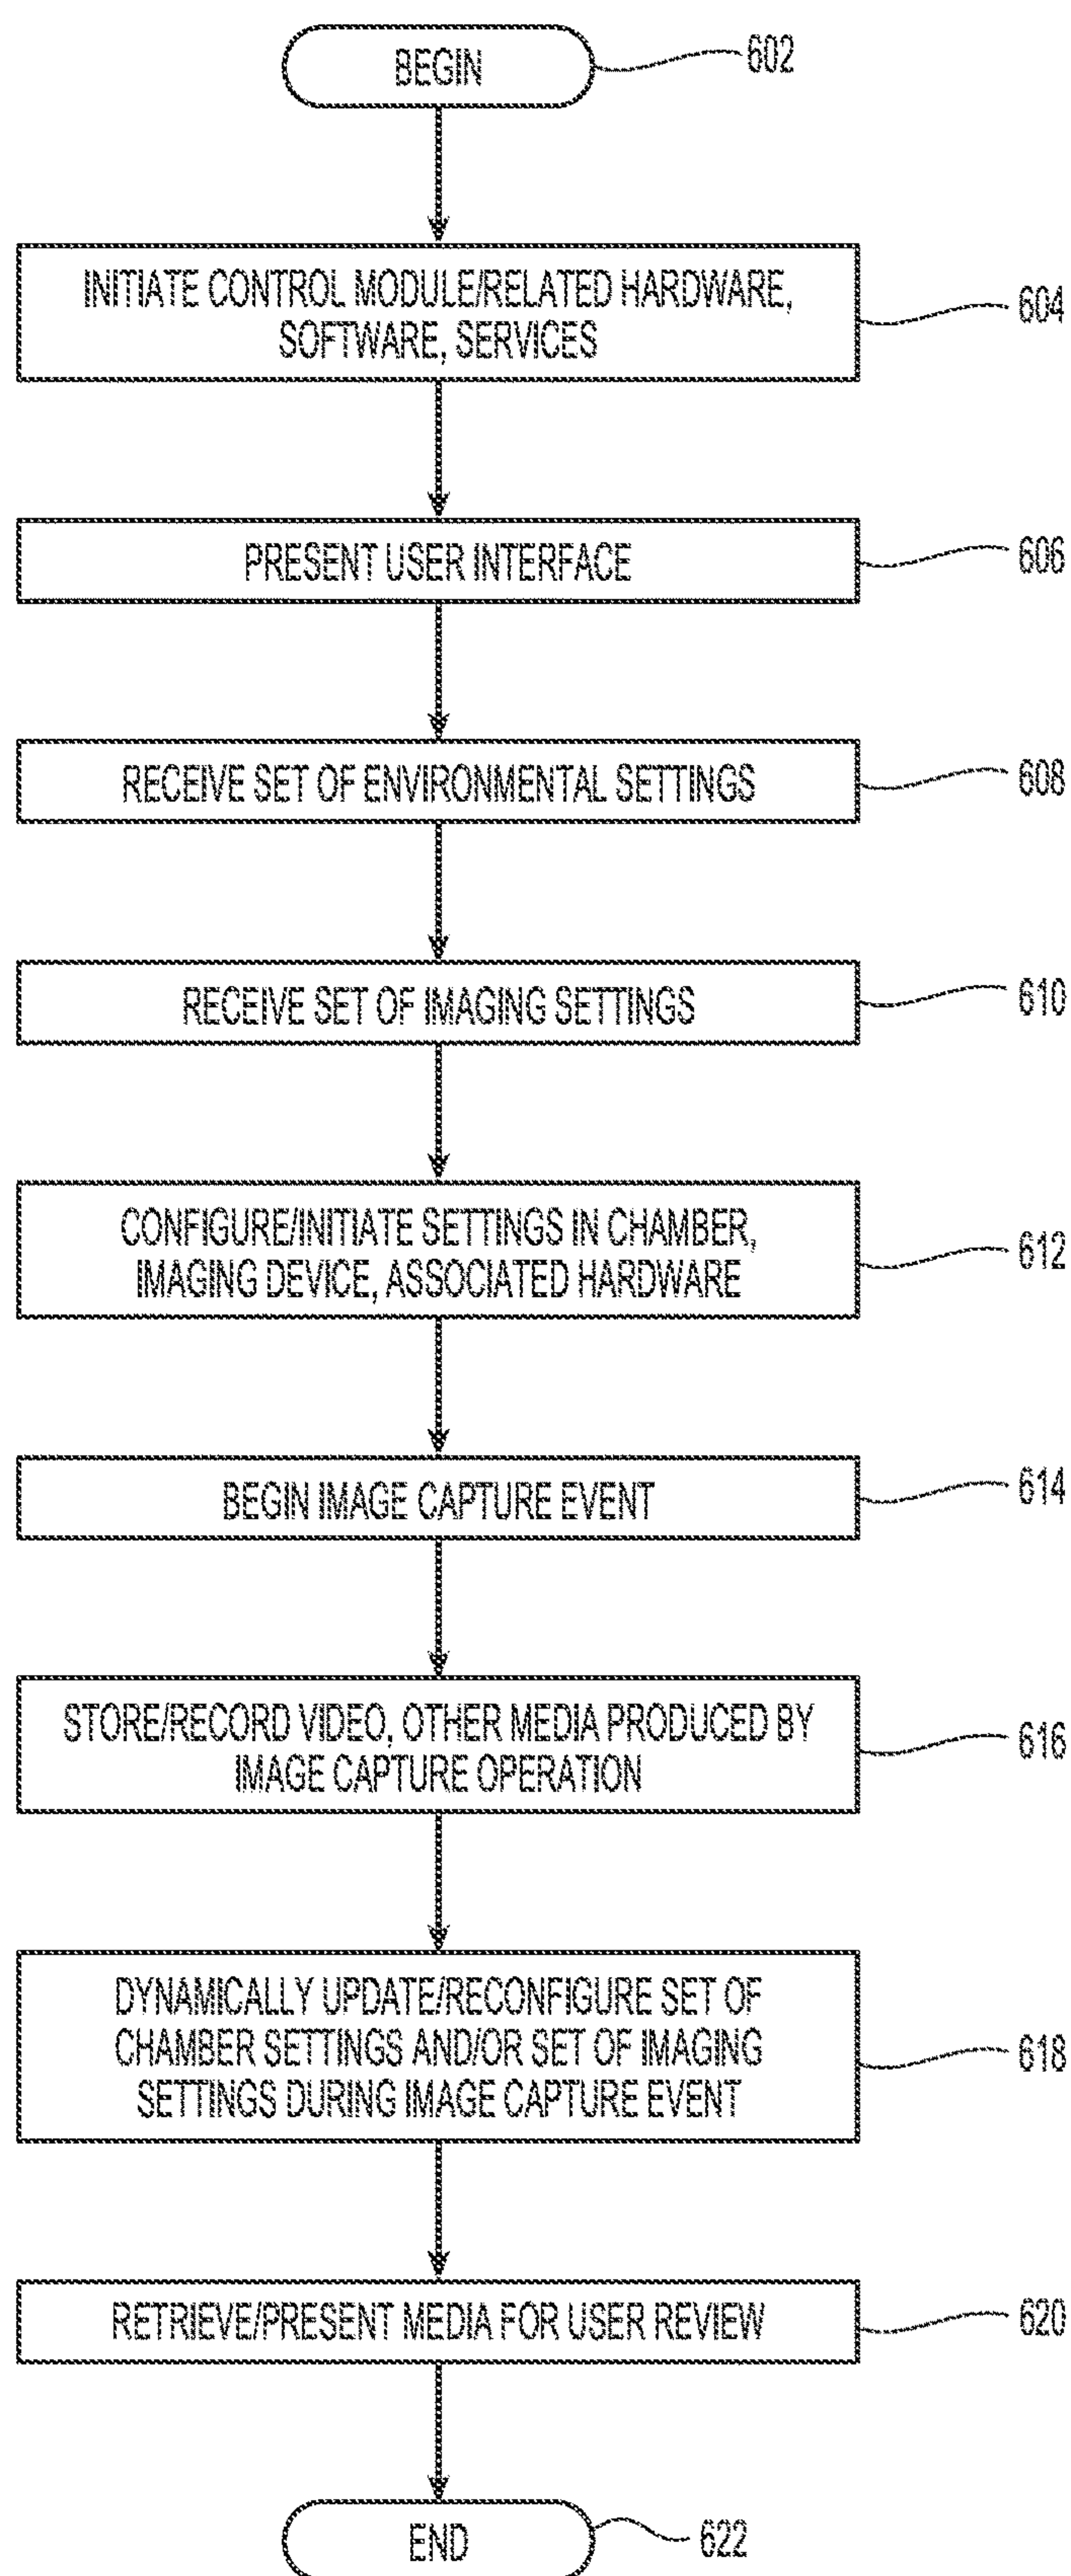 BEGIN
602
INITIATE CONTROL MODULE/RELATED HARDWARE,
SOFTWARE, SERVICES
604
PRESENT USER INTERFACE
606
RECEIVE SET OF ENVIRONMENTAL SETTINGS
608
RECEIVE SET OF IMAGING SETTINGS
610
CONFIGURE/INITIATE SETTINGS IN CHAMBER,
IMAGING DEVICE, ASSOCIATED HARDWARE
612
BEGIN IMAGE CAPTURE EVENT
614
STORE/RECORD VIDEO, OTHER MEDIA PRODUCED BY
IMAGE CAPTURE OPERATION
616
DYNAMICALLY UPDATE/RECONFIGURE SET OF
CHAMBER SETTINGS AND/OR SET OF IMAGING
SETTINGS DURING IMAGE CAPTURE EVENT
618
RETRIEVE/PRESENT MEDIA FOR USER REVIEW
620
END
622